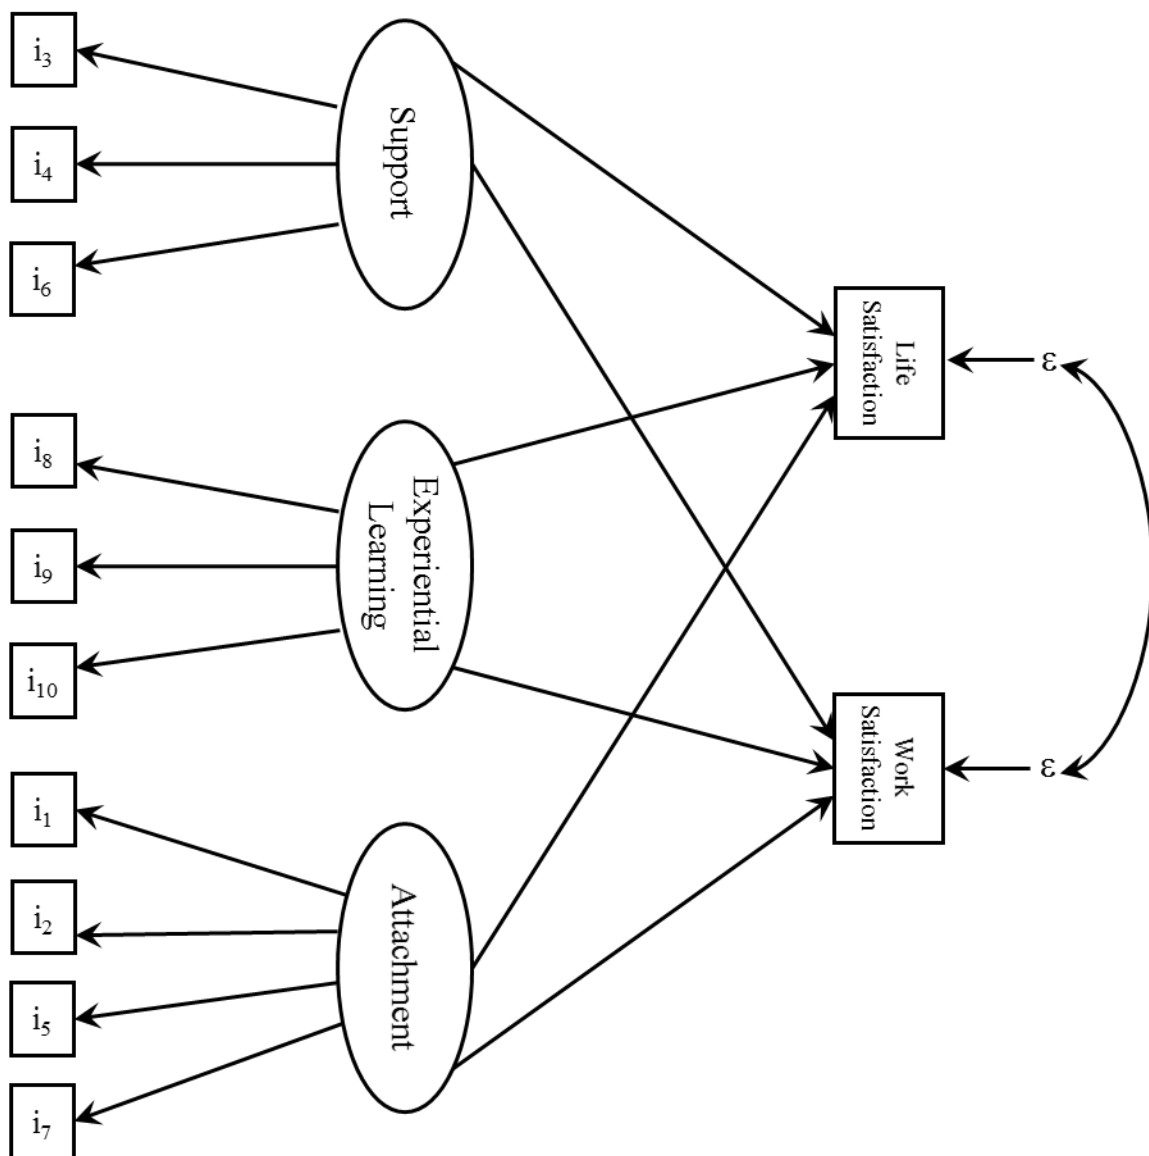 i3
i4
i6
i8
i9
i10
i1
i2
i5
i7
Support
Experiential
Learning
Attachment
Life
Satisfaction
Work
Satisfaction
ε
ε